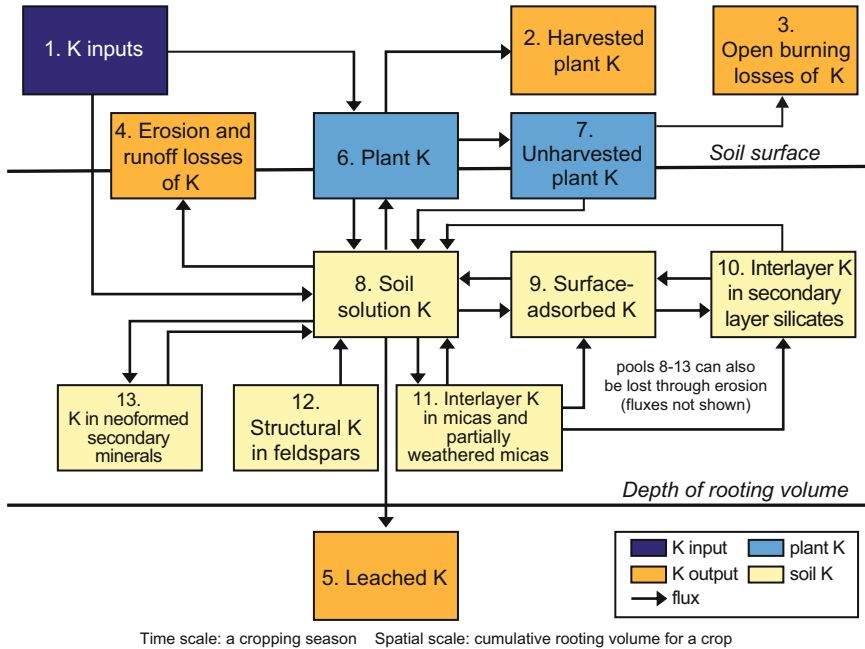 1. K inputs
2. Harvested
plant K
3.
Open burning
losses of K
4. Erosion and
runoff losses
of K
6. Plant K
7.
Unharvested
plant K
Soil surface
8. Soil
solution K
9. Surface-
adsorbed K
10. Interlayer K
in secondary
layer silicates
pools 8-13 can also
be lost through erosion
(fluxes not shown)
13.
K in neoformed
secondary
minerals
12.
Structural K
in feldspars
11. Interlayer K
in micas and
partially
weathered micas
Depth of rooting volume
5. Leached K
K input
plant K
K output
soil K
flux
Time scale: a cropping season Spatial scale: cumulative rooting volume for a crop